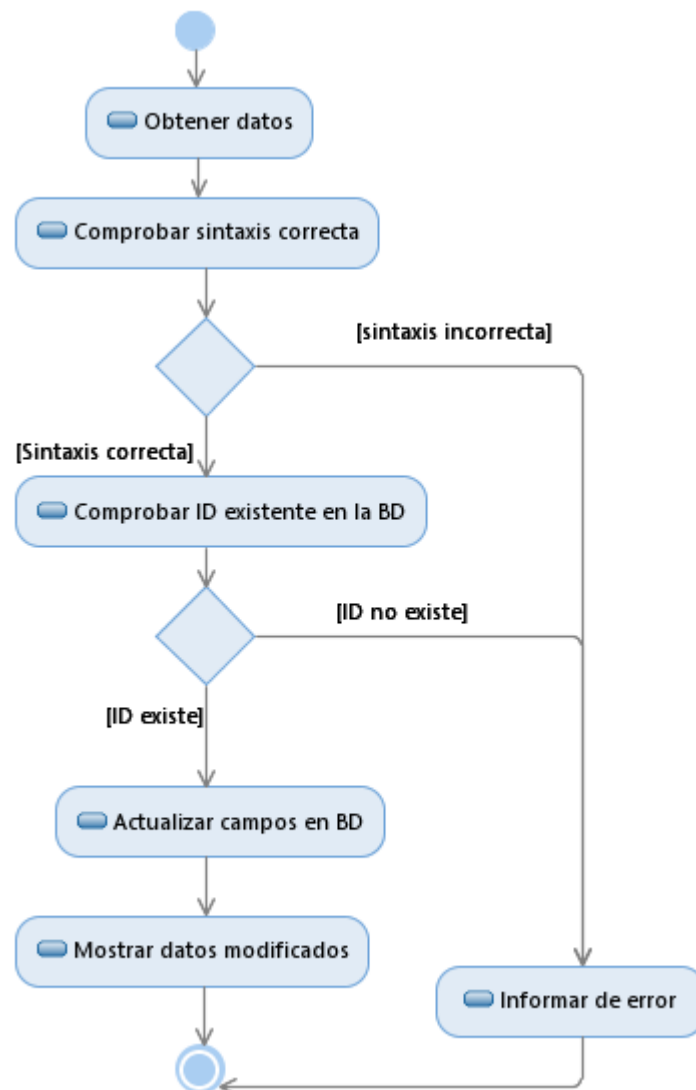 Obtener datos
Comprobar sintaxis correcta
[sintaxis incorrecta]
[Sintaxis correcta]
Comprobar ID existente en la BD
[ID no existe]
[ID existe]
Actualizar campos en BD
Mostrar datos modificados
Informar de error